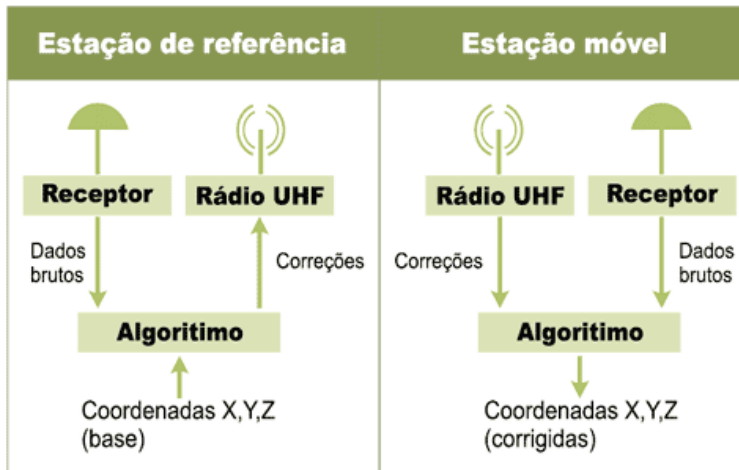 Estação de referência
Receptor
Rádio UHF
Dados
brutos
Correções
Algoritimo
Coordenadas X,Y,Z
(base)
Estação móvel
Rádio UHF
Receptor
Correções
Dados
brutos
Algoritimo
Coordenadas X,Y,Z
(corrigidas)